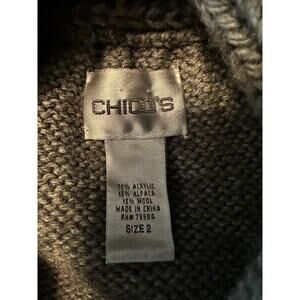 CHICO'S
70% ACRYLIC
15% ALPACA
15% WOOL
MADE IN CHINA
RN# 79984
SIZE 2